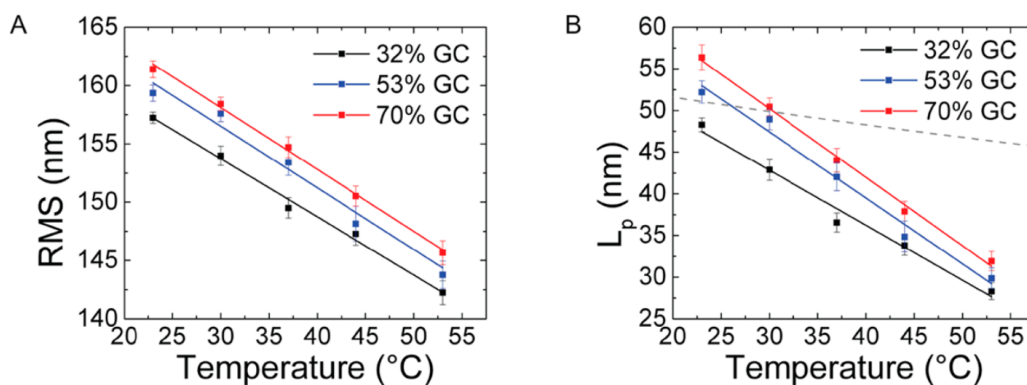 A
RMS (nm)
165
160
155
150
145
140
20 25 30 35 40 45 50 55
Temperature (°C)
32% GC
53% GC
70% GC
B
Lp (nm)
60
55
50
45
40
35
30
25
20 25 30 35 40 45 50 55
Temperature (°C)
32% GC
53% GC
70% GC